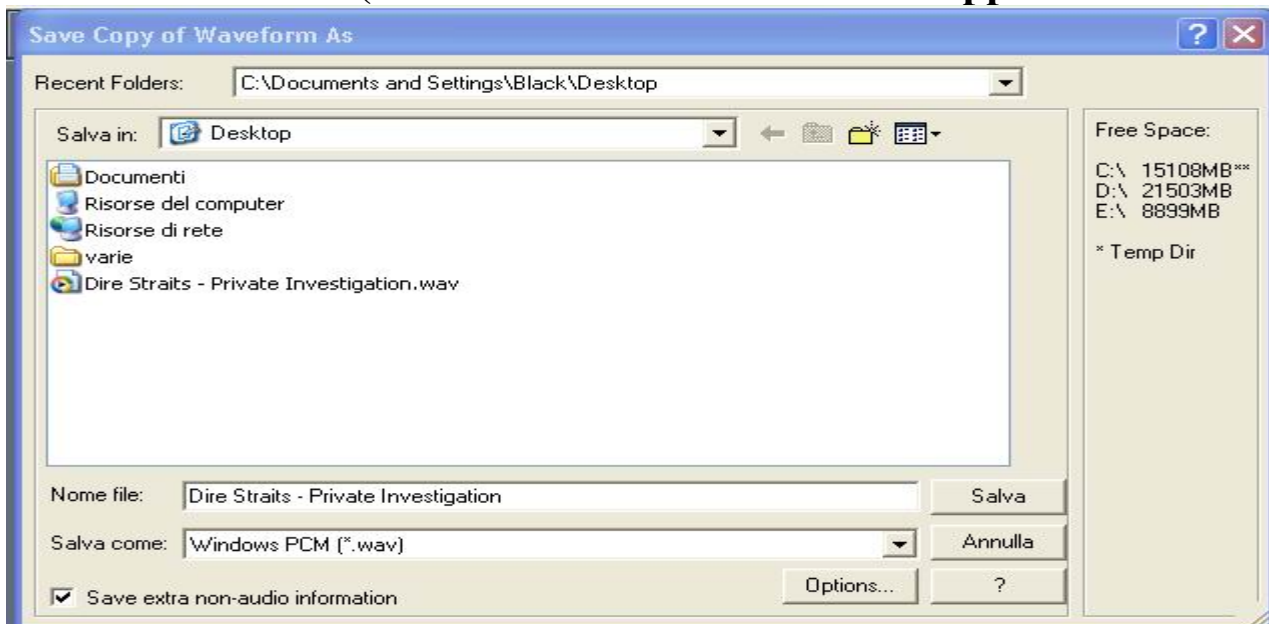 Save Copy of Waveform As
Recent Folders: C:\Documents and Settings\Black\Desktop
Salva in: Desktop
Documenti
Risorse del computer
Risorse di rete
varie
Dire Straits - Private Investigation.wav
Nome file: Dire Straits - Private Investigation
Salva
Salva come: Windows PCM (*.wav)
Annulla
Save extra non-audio information
Options...
?
Free Space:
C:\ 15108MB**
D:\ 21503MB
E:\ 8899MB
* Temp Dir